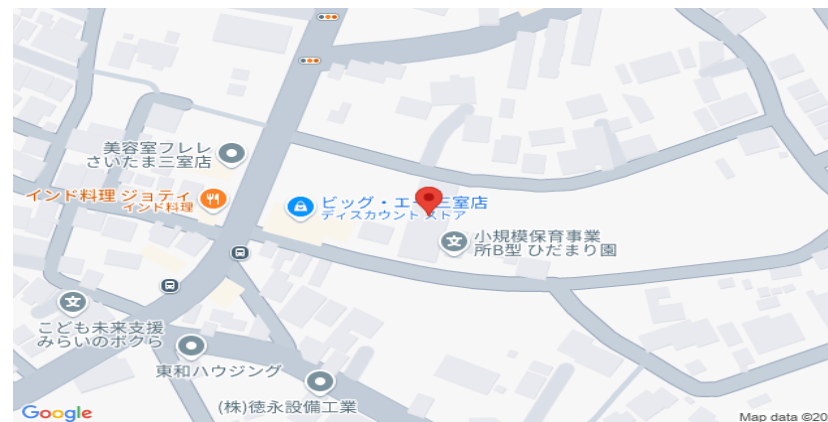 美容室フレレ
さいたま三室店
インド料理 ジョティ
インド料理
ビッグ・エー三室店
ディスカウント ストア
小規模保育事業
所B型 ひだまり園
こども未来支援
みらいのボクら
東和ハウジング
(株)徳永設備工業
Google
Map data ©20